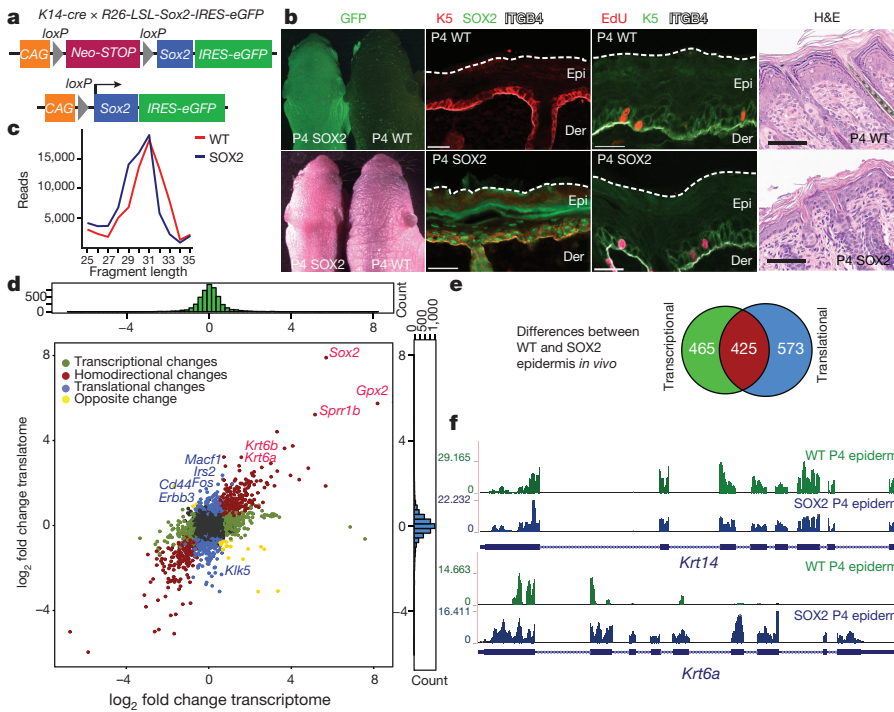 a
K14-cre × R26-LSL-Sox2-IRES-eGFP
loxP
loxP
CAG
Neo-STOP
Sox2
IRES-eGFP
loxP
CAG
Sox2
IRES-eGFP
b
GFP
K5 SOX2 ITGB4
EdU K5 ITGB4
H&E
P4 SOX2
P4 WT
P4 WT
Epi
Der
P4 WT
Epi
Der
P4 WT
P4 SOX2
P4 WT
P4 SOX2
Epi
Der
P4 SOX2
Epi
Der
P4 SOX2
c
WT
SOX2
15,000
10,000
5,000
Reads
25 27 29 31 33 35
Fragment length
d
500
0
Count
−4 0 4 8
0
500
1,000
Count
8
4
0
−4
log2 fold change translatome
Transcriptional changes
Homodirectional changes
Translational changes
Opposite change
Sox2
Gpx2
Sprr1b
Krt6b
Krt6a
Macf1
Irs2
Cd44 Fos
Erbb3
Klk5
−4 0 4 8
log2 fold change transcriptome
8
4
0
−4
Count
e
Differences between
WT and SOX2
epidermis in vivo
Transcriptional
465
425
573
Translational
f
WT P4 epiderm
29.165
0
SOX2 P4 epiderm
22.232
0
Krt14
WT P4 epiderm
14.663
0
SOX2 P4 epiderm
16.411
0
Krt6a